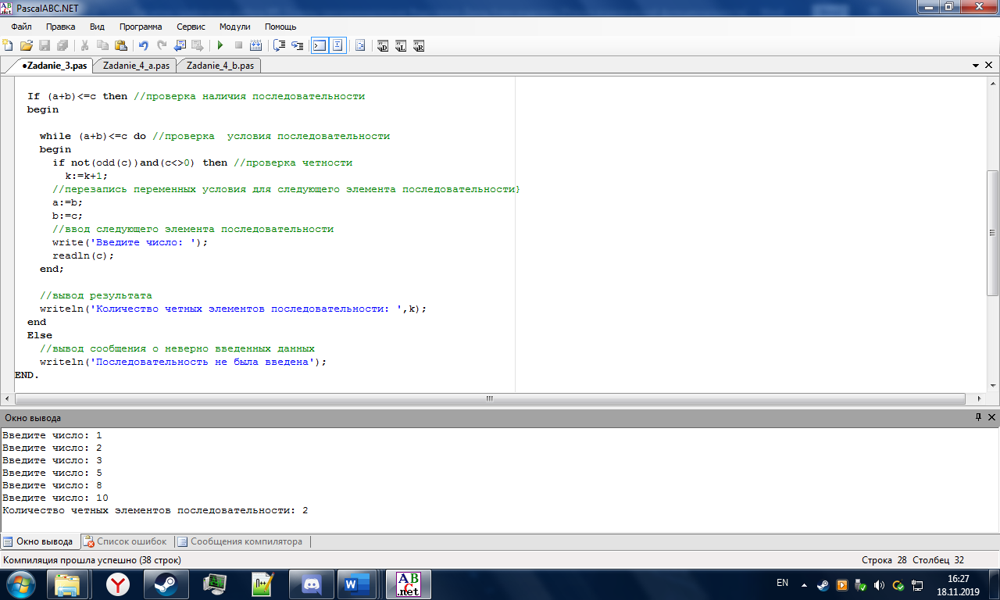 PascalABC.NET
Файл Правка Вид Программа Сервис Модули Помощь
•Zadanie_3.pas Zadanie_4_a.pas Zadanie_4_b.pas
If (a+b)<=c then //проверка наличия последовательности
begin
while (a+b)<=c do //проверка  условия последовательности
begin
if not(odd(c))and(c<>0) then //проверка четности
k:=k+1;
//перезапись переменных условия для следующего элемента последовательности}
a:=b;
b:=c;
//ввод следующего элемента последовательности
write('Введите число: ');
readln(c);
end;
//вывод результата
writeln('Количество четных элементов последовательности: ',k);
end
Else
//вывод сообщения о неверно введенных данных
writeln('Последовательность не была введена');
END.
Окно вывода
Введите число: 1
Введите число: 2
Введите число: 3
Введите число: 5
Введите число: 8
Введите число: 10
Количество четных элементов последовательности: 2
Окно вывода Список ошибок Сообщения компилятора
Компиляция прошла успешно (38 строк) Строка 28 Столбец 32
EN 16:27
18.11.2019